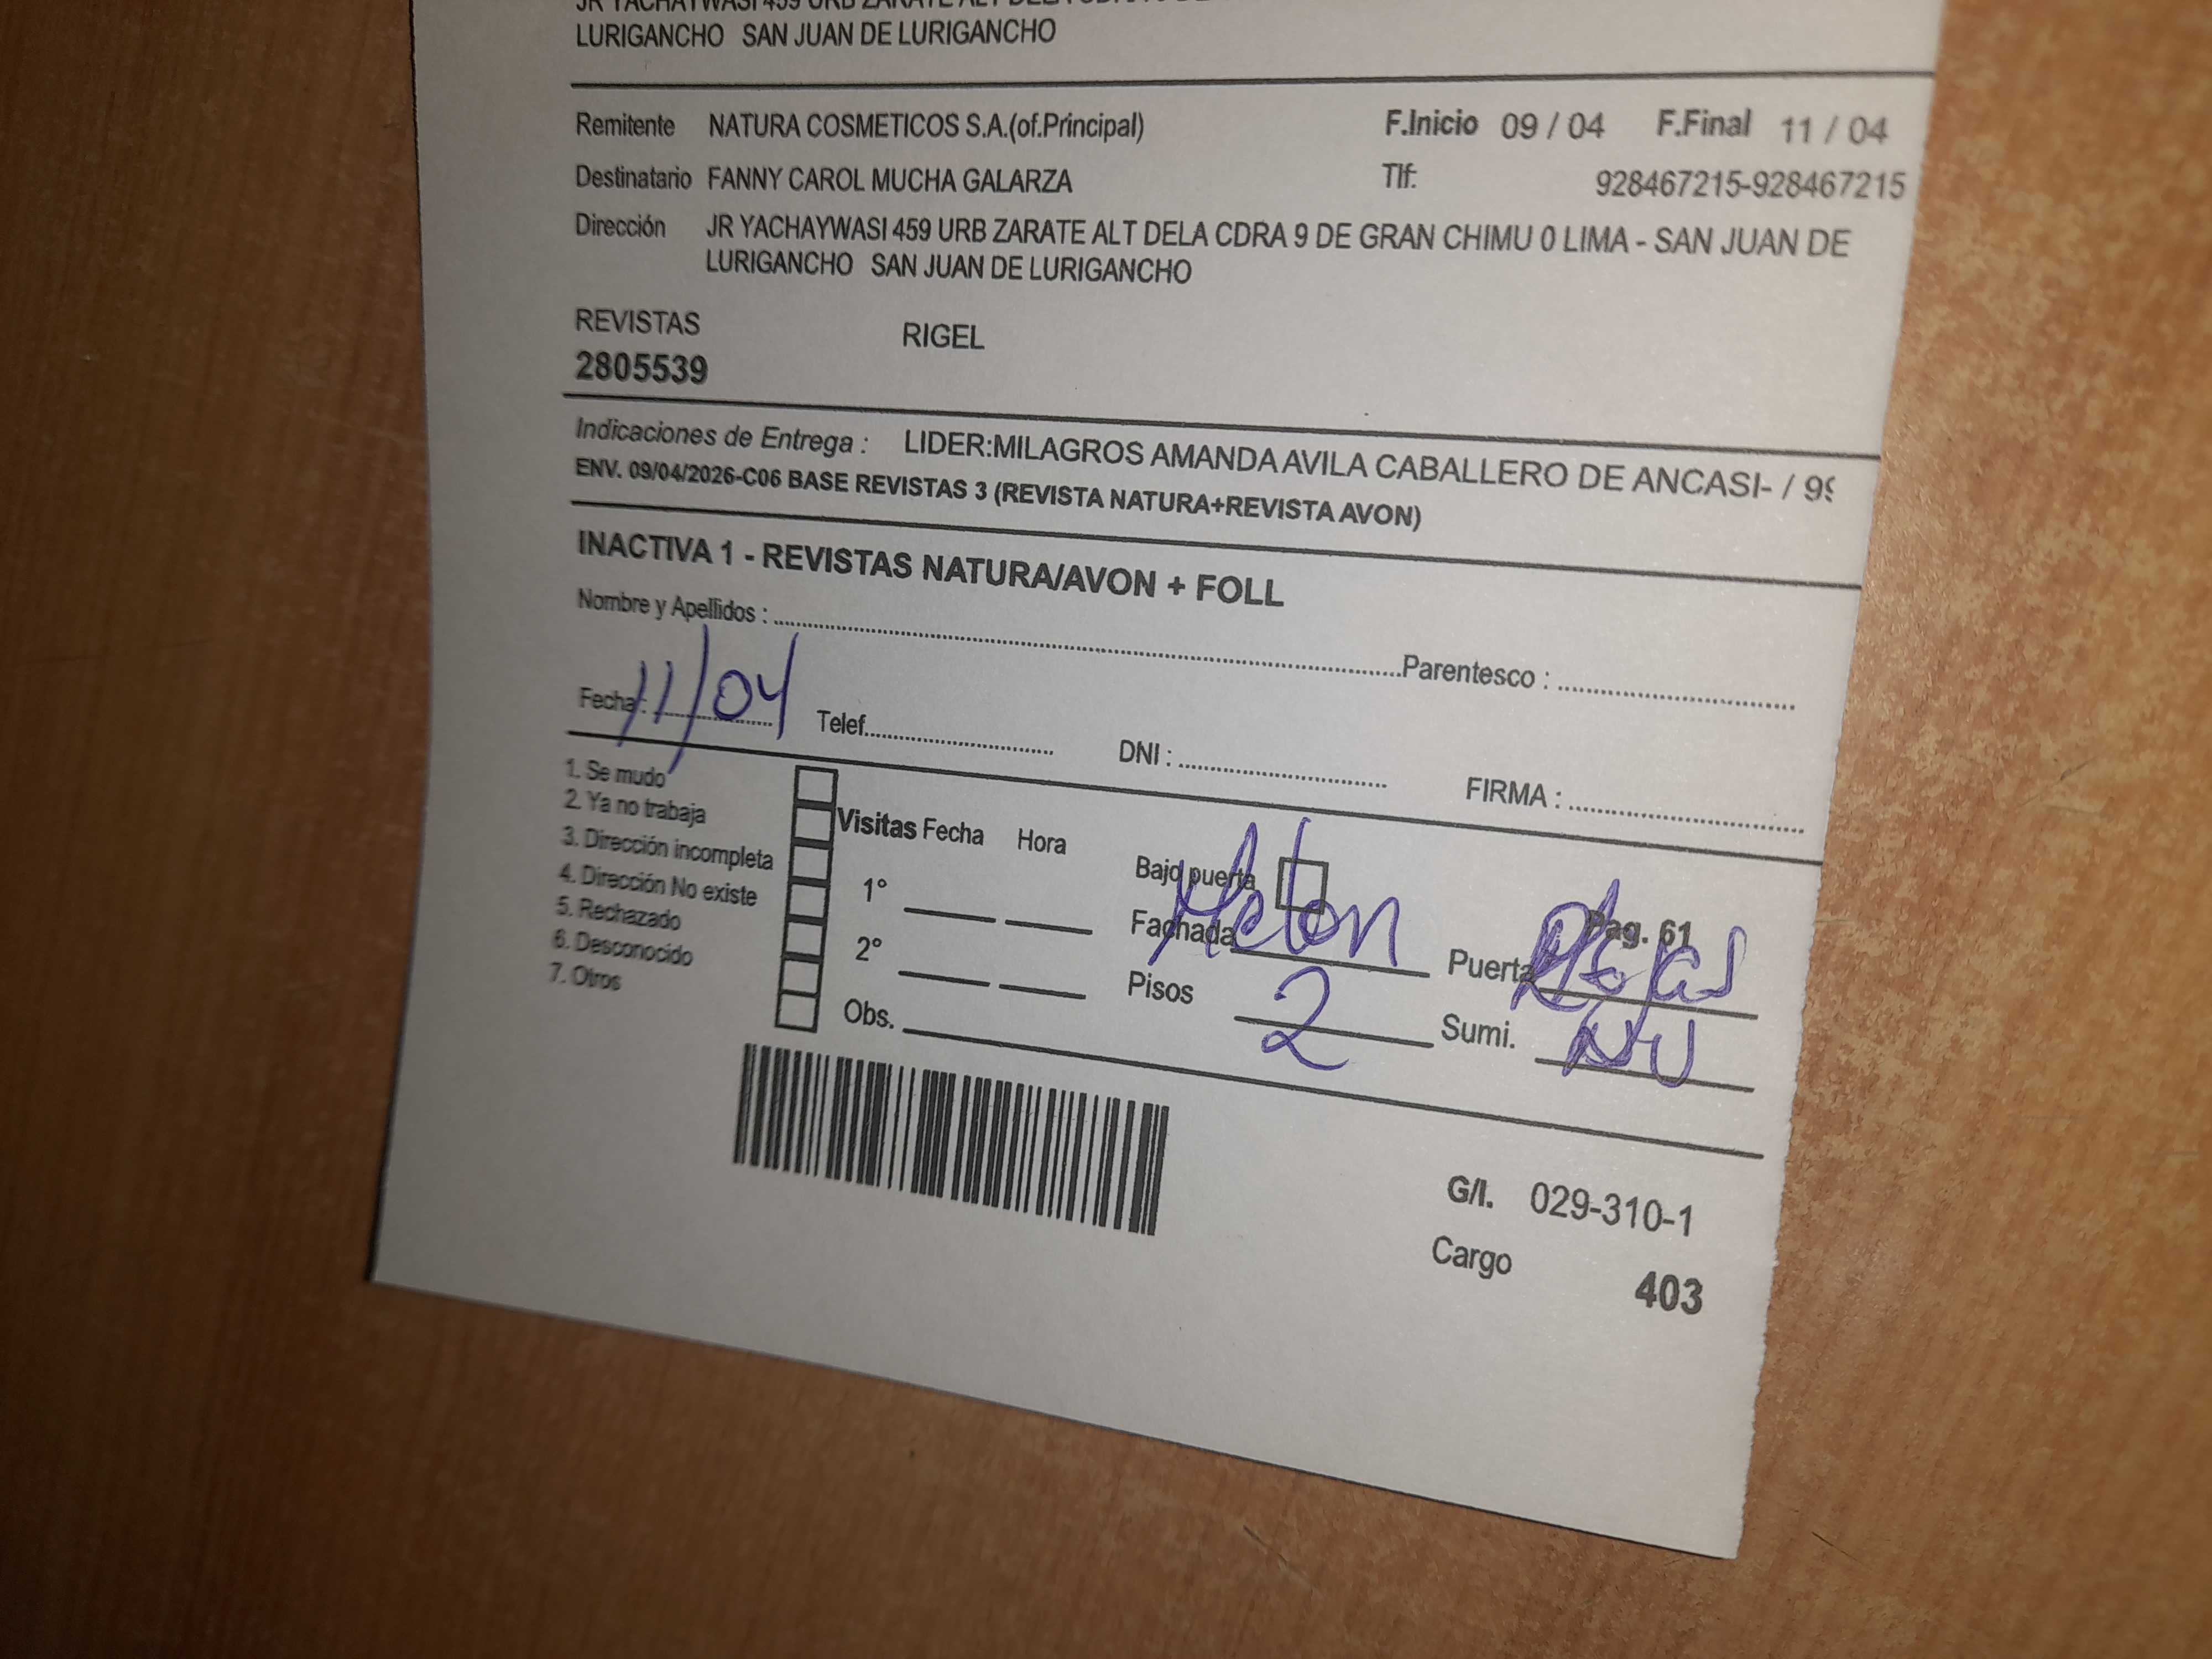 LURIGANCHO SAN JUAN DE LURIGANCHO
Remitente NATURA COSMETICOS S.A.(of.Principal) F.Inicio 09 / 04 F.Final 11 / 04
Destinatario FANNY CAROL MUCHA GALARZA Tlf: 928467215-928467215
Dirección JR YACHAYWASI 459 URB ZARATE ALT DELA CDRA 9 DE GRAN CHIMU 0 LIMA - SAN JUAN DE
LURIGANCHO SAN JUAN DE LURIGANCHO
REVISTAS RIGEL
2805539
Indicaciones de Entrega : LIDER:MILAGROS AMANDA AVILA CABALLERO DE ANCASI- / 99
ENV. 09/04/2026-C06 BASE REVISTAS 3 (REVISTA NATURA+REVISTA AVON)
INACTIVA 1 - REVISTAS NATURA/AVON + FOLL
Nombre y Apellidos : Parentesco :
Fecha : 11/04 Telef. DNI : FIRMA :
1. Se mudo
2. Ya no trabaja
3. Dirección incompleta
4. Dirección No existe
5. Rechazado
6. Desconocido
7. Otros
Visitas Fecha Hora
1°
2°
Obs.
Bajo puerta Pag. 61
Fachada Puerta
Pisos 2 Sumi.
G/I. 029-310-1
Cargo 403